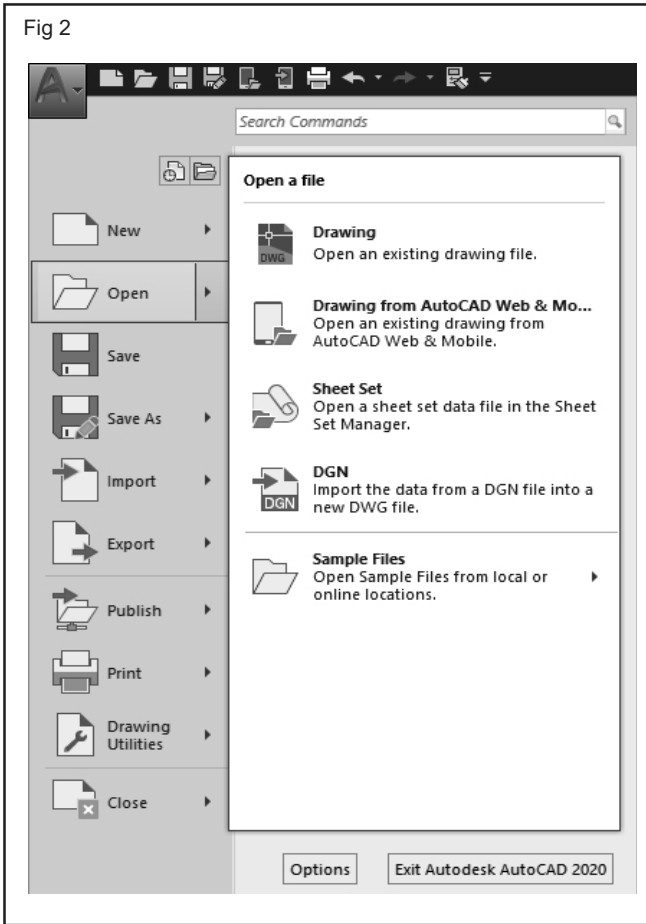 Fig 2
A
Search Commands
Open a file
New
Open
Save
Save As
Import
Export
Publish
Print
Drawing
Utilities
Close
Drawing
DWG
Open an existing drawing file.
Drawing from AutoCAD Web & Mo...
Open an existing drawing from
AutoCAD Web & Mobile.
Sheet Set
Open a sheet set data file in the Sheet
Set Manager.
DGN
DGN
Import the data from a DGN file into a
new DWG file.
Sample Files
Open Sample Files from local or
online locations.
Options
Exit Autodesk AutoCAD 2020